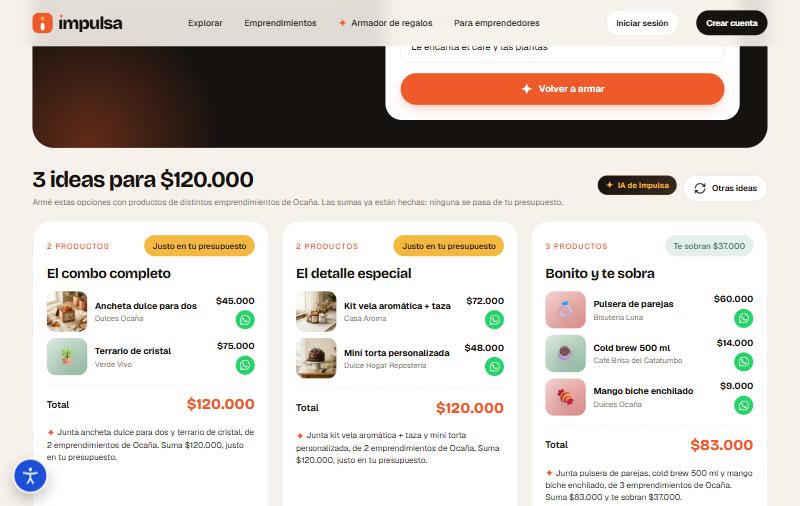 impulsa
Explorar
Emprendimientos
Armador de regalos
Para emprendedores
Iniciar sesión
Crear cuenta
Le encanta el café y las plantas
Volver a armar
3 ideas para $120.000
IA de Impulsa
Otras ideas
Armé estas opciones con productos de distintos emprendimientos de Ocaña. Las sumas ya están hechas: ninguna se pasa de tu presupuesto.
2 PRODUCTOS
Justo en tu presupuesto
El combo completo
Ancheta dulce para dos
$45.000
Dulces Ocaña
Terrario de cristal
$75.000
Verde Vivo
Total
$120.000
Junta ancheta dulce para dos y terrario de cristal, de
2 emprendimientos de Ocaña. Suma $120.000, justo
en tu presupuesto.
2 PRODUCTOS
Justo en tu presupuesto
El detalle especial
Kit vela aromática + taza
$72.000
Casa Aroma
Mini torta personalizada
$48.000
Dulce Hogar Repostería
Total
$120.000
Junta kit vela aromática + taza y mini torta
personalizada, de 2 emprendimientos de Ocaña. Suma
$120.000, justo en tu presupuesto.
3 PRODUCTOS
Te sobran $37.000
Bonito y te sobra
Pulsera de parejas
$60.000
Bisutería Luna
Cold brew 500 ml
$14.000
Café Brisa del Catatumbo
Mango biche enchilado
$9.000
Dulces Ocaña
Total
$83.000
Junta pulsera de parejas, cold brew 500 ml y mango
biche enchilado, de 3 emprendimientos de Ocaña.
Suma $83.000 y te sobran $37.000.